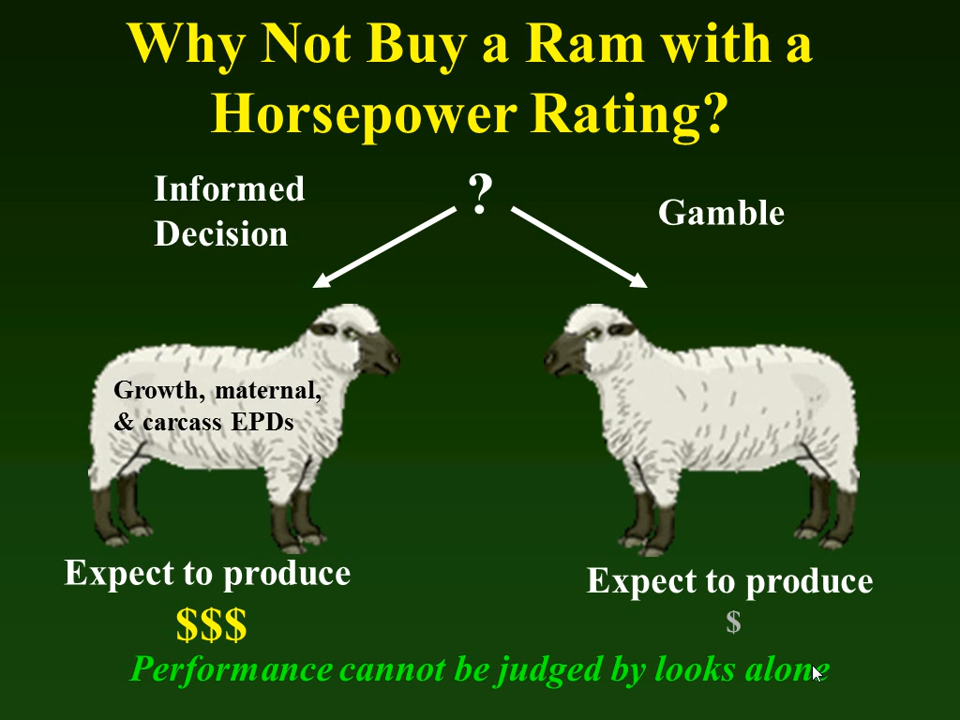 Why Not Buy a Ram with a
Horsepower Rating?
?
Informed
Decision
Gamble
Growth, maternal,
& carcass EPDs
Expect to produce
$$$
Expect to produce
$
Performance cannot be judged by looks alone